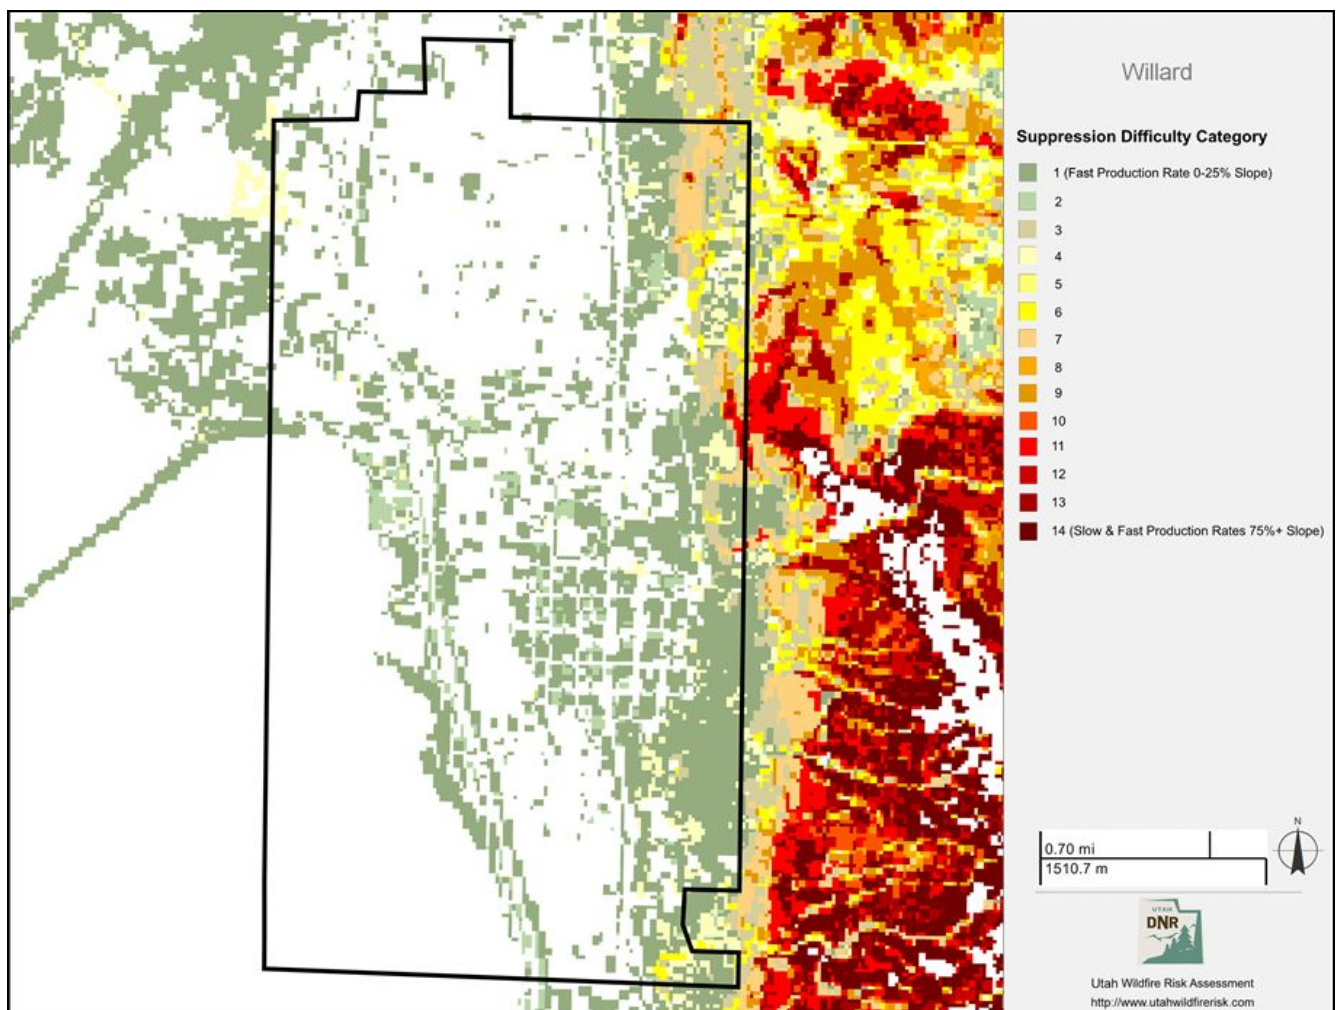 Willard
Suppression Difficulty Category
1 (Fast Production Rate 0-25% Slope)
2
3
4
5
6
7
8
9
10
11
12
13
14 (Slow & Fast Production Rates 75%+ Slope)
N
0.70 mi
1510.7 m
UTAH
DNR
Utah Wildfire Risk Assessment
http://www.utahwildfirerisk.com